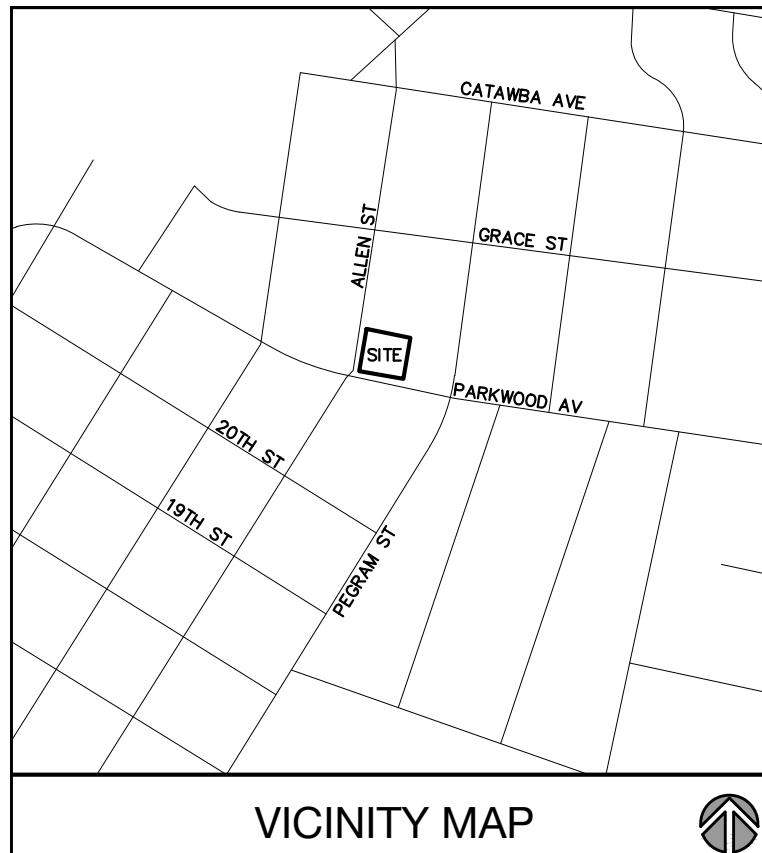 CATAWBA AVE
ALLEN ST
GRACE ST
SITE
PARKWOOD AV
20TH ST
19TH ST
PEGRAM ST
VICINITY MAP